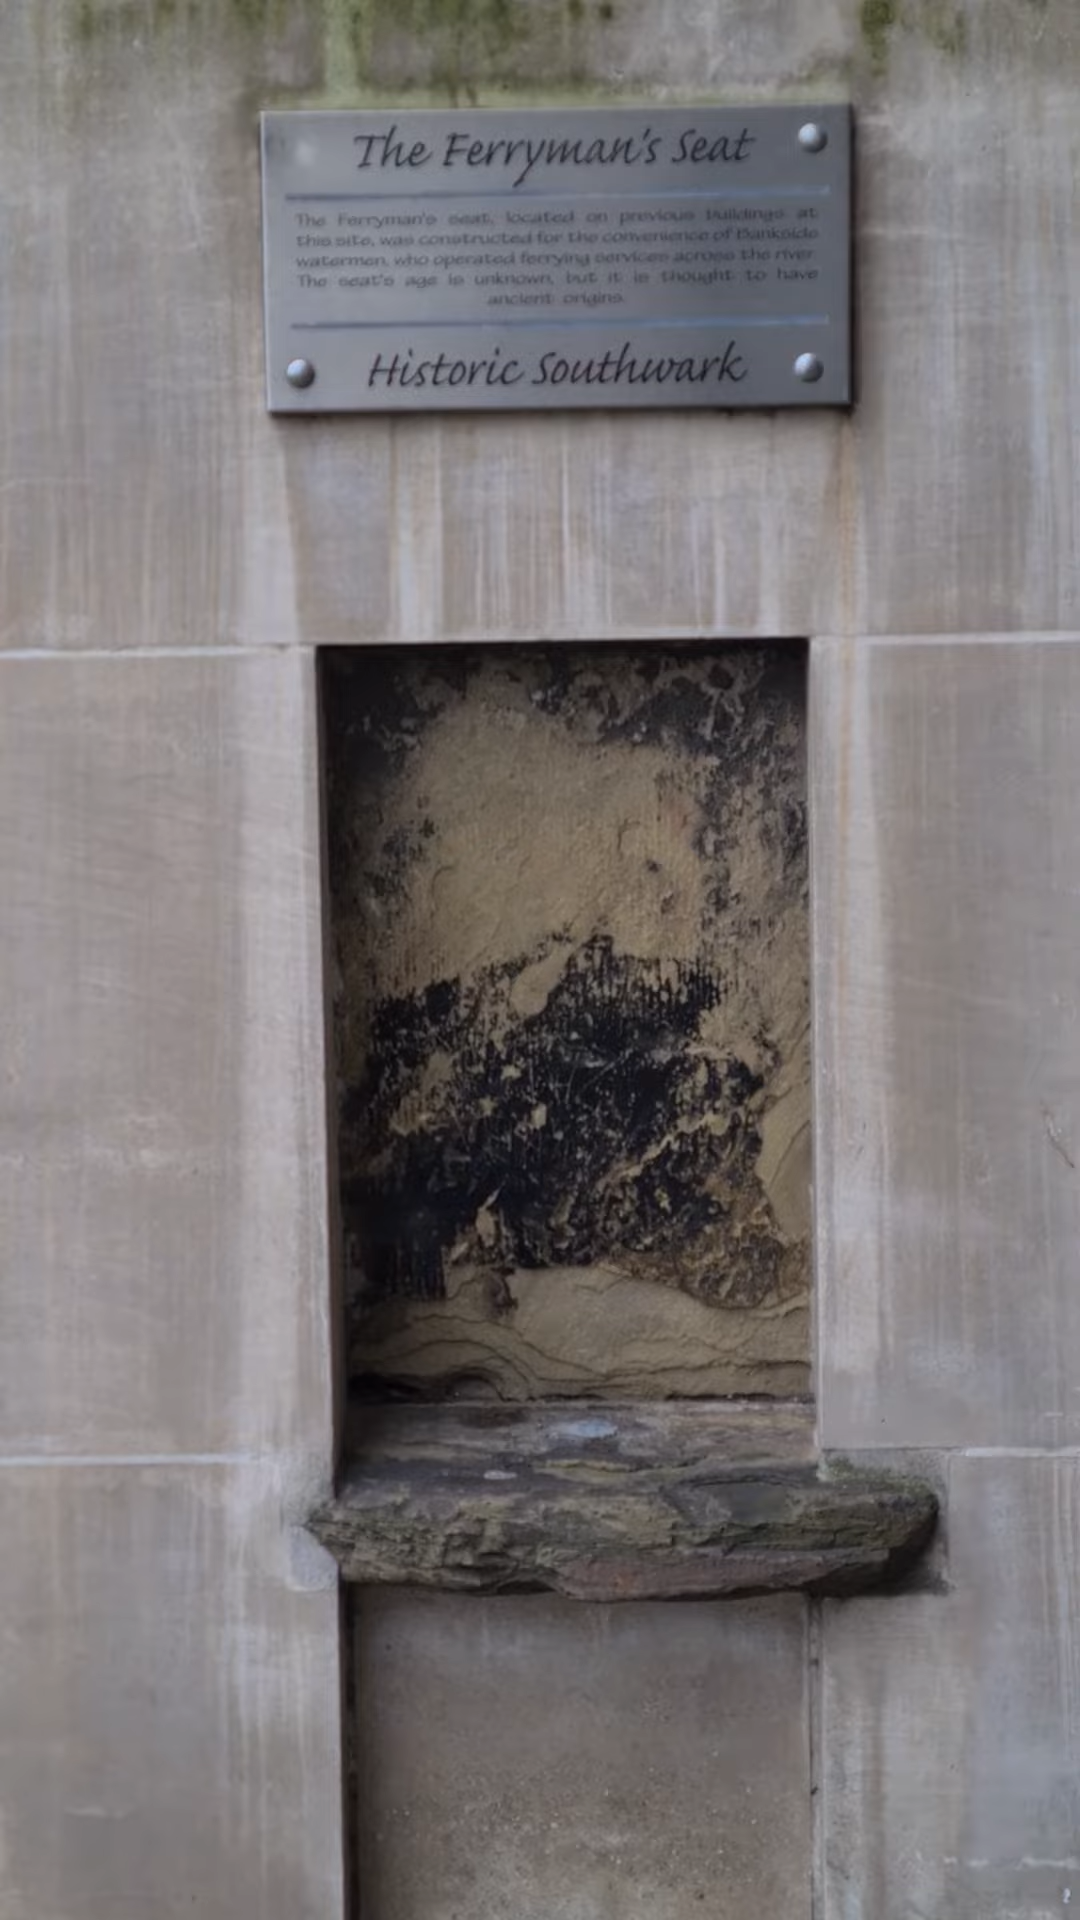 The Ferryman's Seat
The Ferryman's seat, located on previous buildings at
this site, was constructed for the convenience of Bankside
watermen, who operated ferrying services across the river.
The seat's age is unknown, but it is thought to have
ancient origins.
Historic Southwark